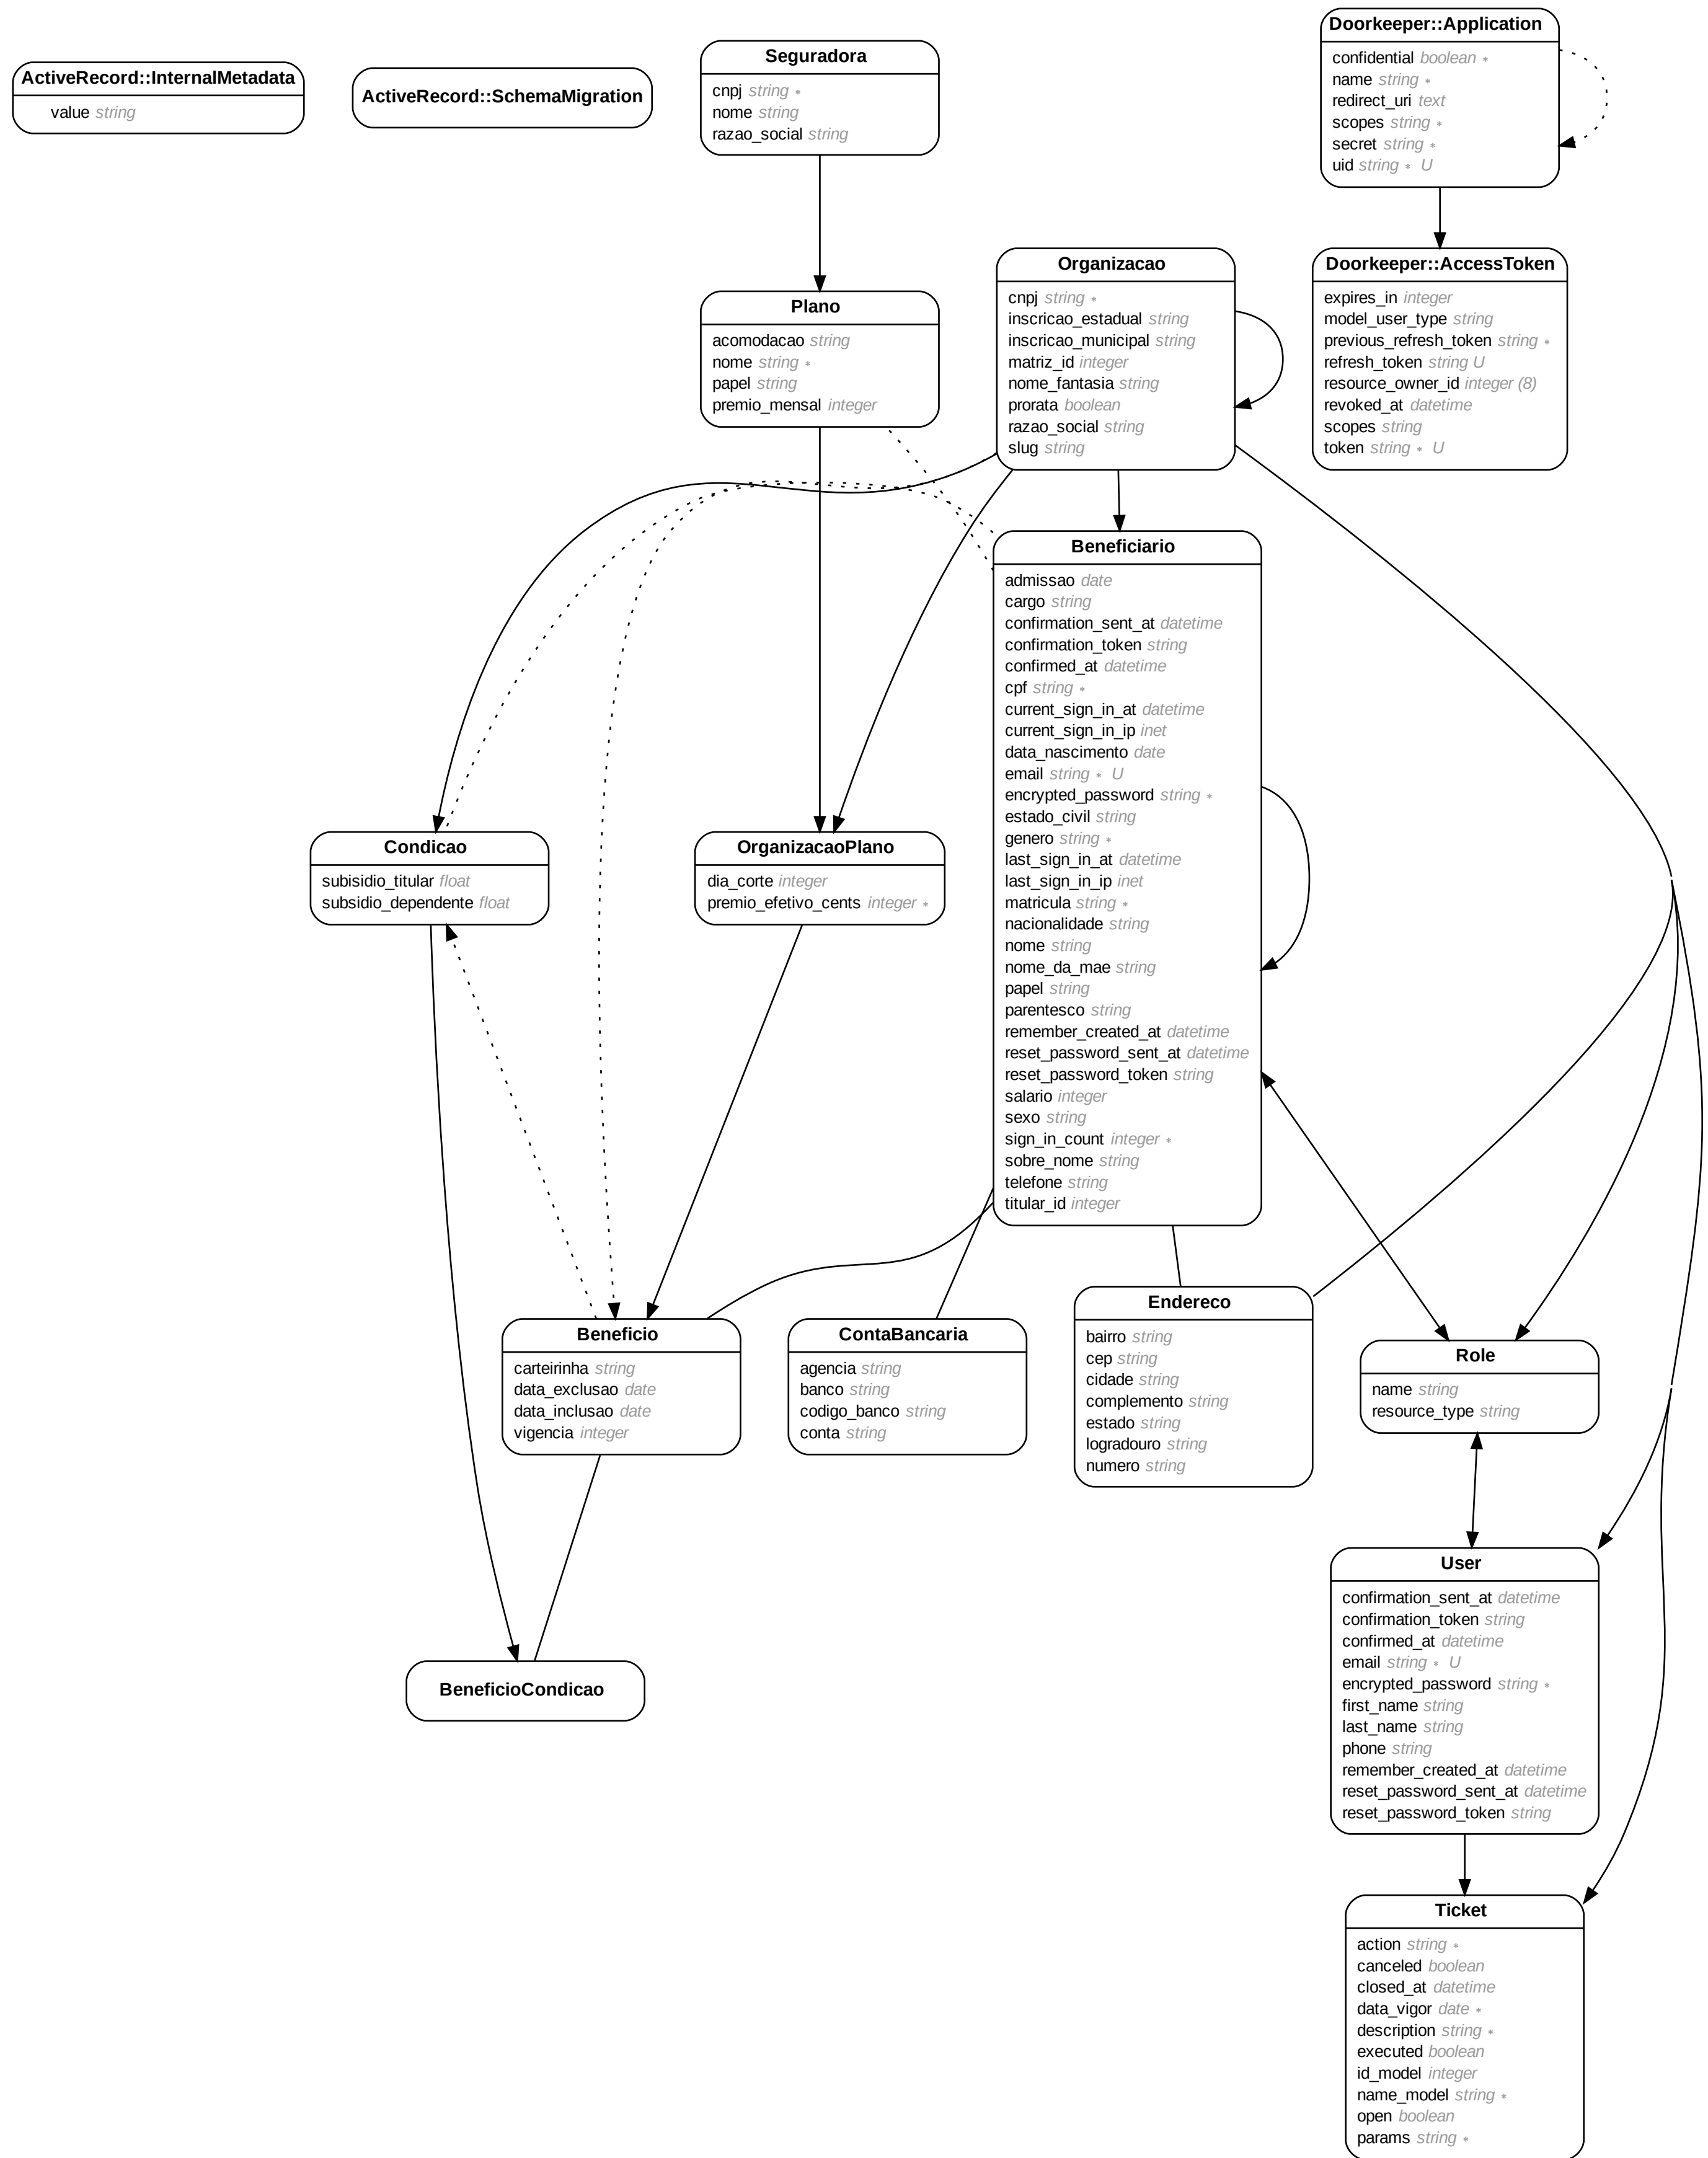 ActiveRecord::InternalMetadata
value string
ActiveRecord::SchemaMigration
Seguradora
cnpj string *
nome string
razao_social string
Doorkeeper::Application
confidential boolean *
name string *
redirect_uri text
scopes string *
secret string *
uid string * U
Plano
acomodacao string
nome string *
papel string
premio_mensal integer
Organizacao
cnpj string *
inscricao_estadual string
inscricao_municipal string
matriz_id integer
nome_fantasia string
prorata boolean
razao_social string
slug string
Doorkeeper::AccessToken
expires_in integer
model_user_type string
previous_refresh_token string *
refresh_token string U
resource_owner_id integer (8)
revoked_at datetime
scopes string
token string * U
Beneficiario
admissao date
cargo string
confirmation_sent_at datetime
confirmation_token string
confirmed_at datetime
cpf string *
current_sign_in_at datetime
current_sign_in_ip inet
data_nascimento date
email string * U
encrypted_password string *
estado_civil string
genero string *
last_sign_in_at datetime
last_sign_in_ip inet
matricula string *
nacionalidade string
nome string
nome_da_mae string
papel string
parentesco string
remember_created_at datetime
reset_password_sent_at datetime
reset_password_token string
salario integer
sexo string
sign_in_count integer *
sobre_nome string
telefone string
titular_id integer
Condicao
subisidio_titular float
subsidio_dependente float
OrganizacaoPlano
dia_corte integer
premio_efetivo_cents integer *
Beneficio
carteirinha string
data_exclusao date
data_inclusao date
vigencia integer
ContaBancaria
agencia string
banco string
codigo_banco string
conta string
Endereco
bairro string
cep string
cidade string
complemento string
estado string
logradouro string
numero string
Role
name string
resource_type string
User
confirmation_sent_at datetime
confirmation_token string
confirmed_at datetime
email string * U
encrypted_password string *
first_name string
last_name string
phone string
remember_created_at datetime
reset_password_sent_at datetime
reset_password_token string
BeneficioCondicao
Ticket
action string *
canceled boolean
closed_at datetime
data_vigor date *
description string *
executed boolean
id_model integer
name_model string *
open boolean
params string *